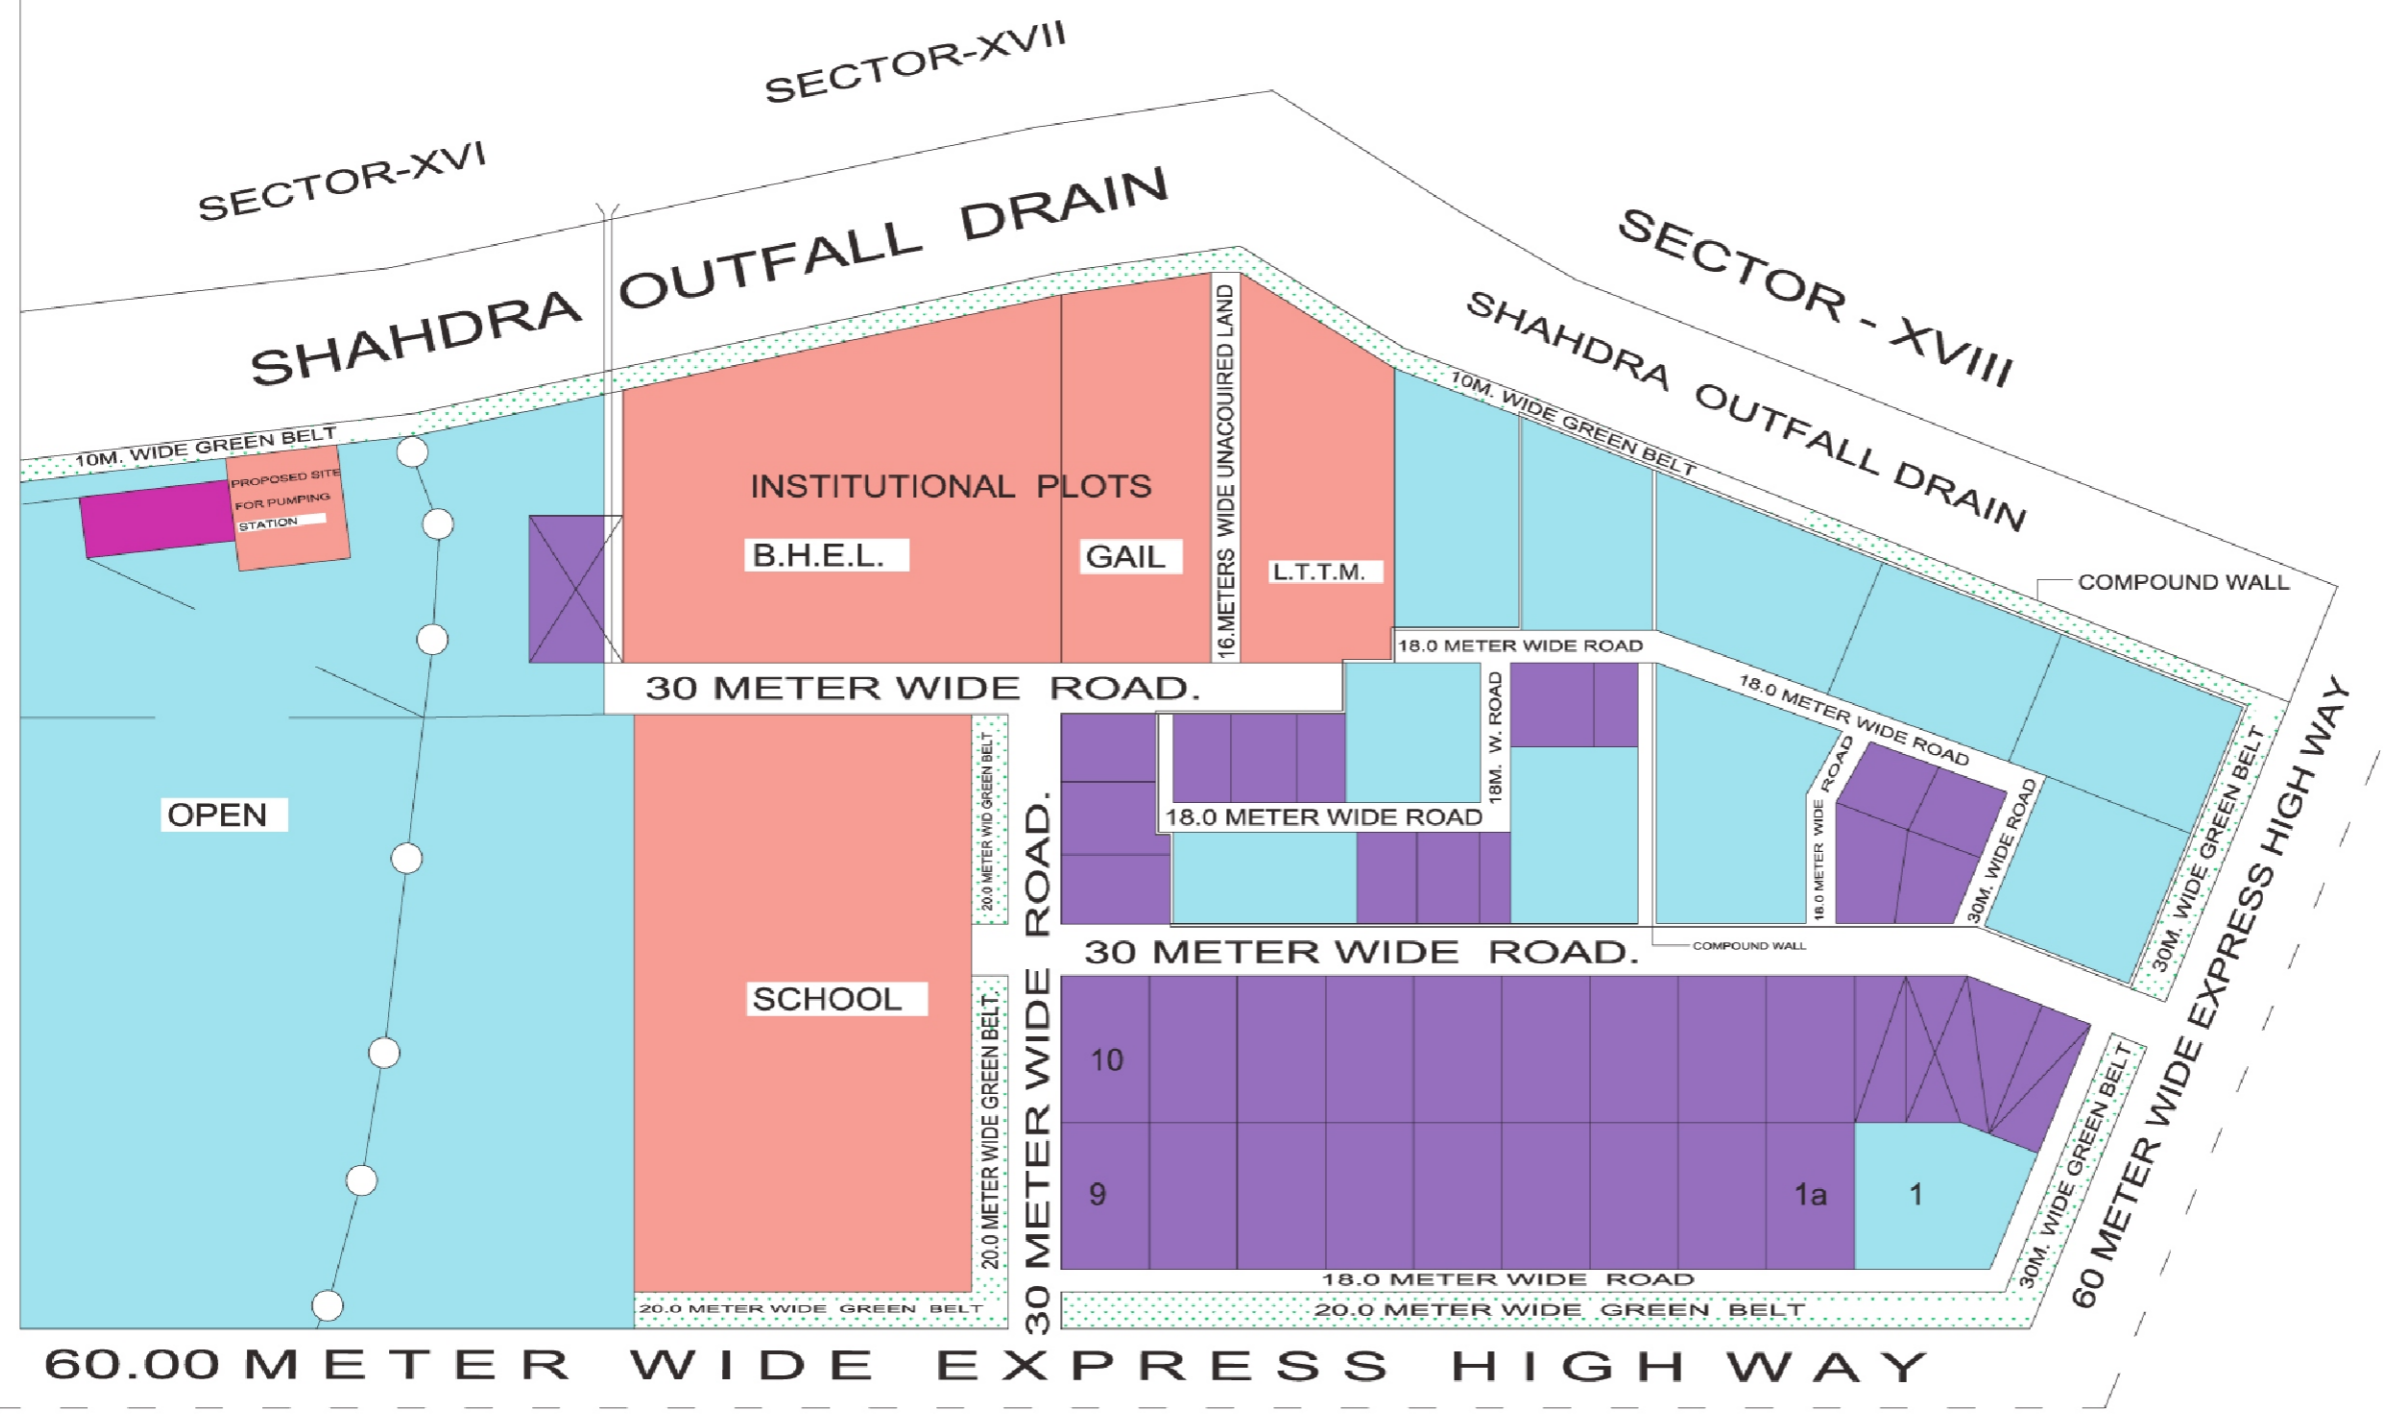 SECTOR-XVII
SECTOR-XVI
SECTOR - XVIII
SHAHDRA OUTFALL DRAIN
SHAHDRA OUTFALL DRAIN
10M. WIDE GREEN BELT
10M. WIDE GREEN BELT
PROPOSED SITE
FOR PUMPING
STATION
INSTITUTIONAL PLOTS
B.H.E.L.
GAIL
16.METERS WIDE UNACOUIRED LAND
L.T.T.M.
COMPOUND WALL
18.0 METER WIDE ROAD
30 METER WIDE ROAD.
18M. W. ROAD
18.0 METER WIDE ROAD
18.0 METER WIDE ROAD
18.0 METER WIDE ROAD
30M. WIDE ROAD
30M. WIDE GREEN BELT
60 METER WIDE EXPRESS HIGH WAY
OPEN
20.0 METER WID GREEN BELT
30 METER WIDE ROAD.
30 METER WIDE ROAD.
COMPOUND WALL
SCHOOL
20.0 METER WIDE GREEN BELT.
10
9
1a
1
30M. WIDE GREEN BELT
18.0 METER WIDE ROAD
20.0 METER WIDE GREEN BELT
20.0 METER WIDE GREEN BELT
60.00 METER WIDE EXPRESS HIGH WAY